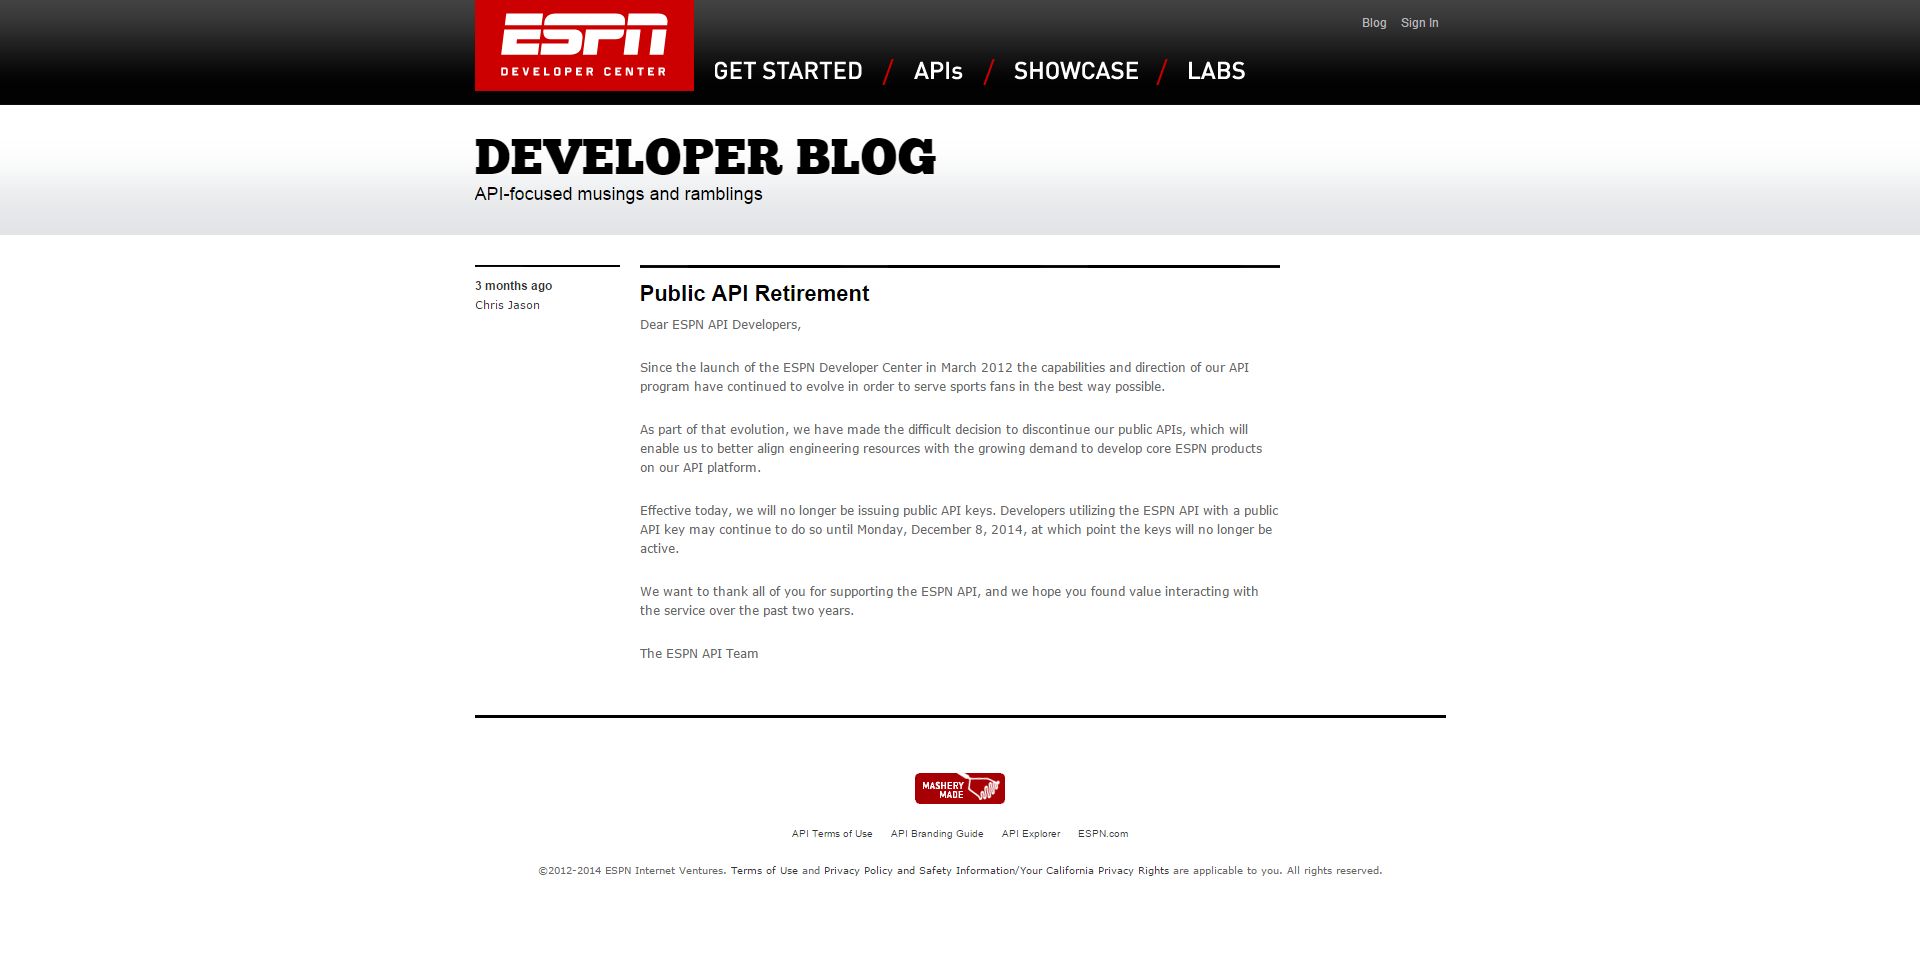 ESPN
DEVELOPER CENTER
Blog Sign In
GET STARTED / APIs / SHOWCASE / LABS
DEVELOPER BLOG
API-focused musings and ramblings
3 months ago
Chris Jason
Public API Retirement
Dear ESPN API Developers,
Since the launch of the ESPN Developer Center in March 2012 the capabilities and direction of our API
program have continued to evolve in order to serve sports fans in the best way possible.
As part of that evolution, we have made the difficult decision to discontinue our public APIs, which will
enable us to better align engineering resources with the growing demand to develop core ESPN products
on our API platform.
Effective today, we will no longer be issuing public API keys. Developers utilizing the ESPN API with a public
API key may continue to do so until Monday, December 8, 2014, at which point the keys will no longer be
active.
We want to thank all of you for supporting the ESPN API, and we hope you found value interacting with
the service over the past two years.
The ESPN API Team
MASHERY
MADE
API Terms of Use API Branding Guide API Explorer ESPN.com
©2012-2014 ESPN Internet Ventures. Terms of Use and Privacy Policy and Safety Information/Your California Privacy Rights are applicable to you. All rights reserved.